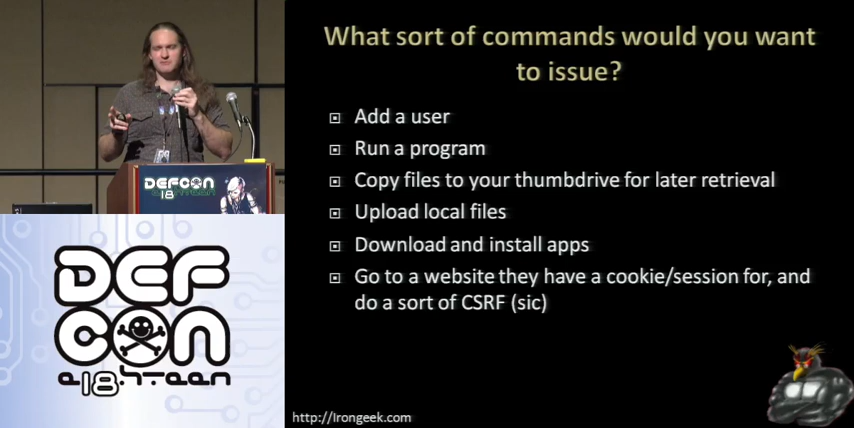 What sort of commands would you want
to issue?
Add a user
Run a program
Copy files to your thumbdrive for later retrieval
Upload local files
Download and install apps
Go to a website they have a cookie/session for, and
do a sort of CSRF (sic)
http://Irongeek.com
DEFCON
18
DEF
CON
e18hteen